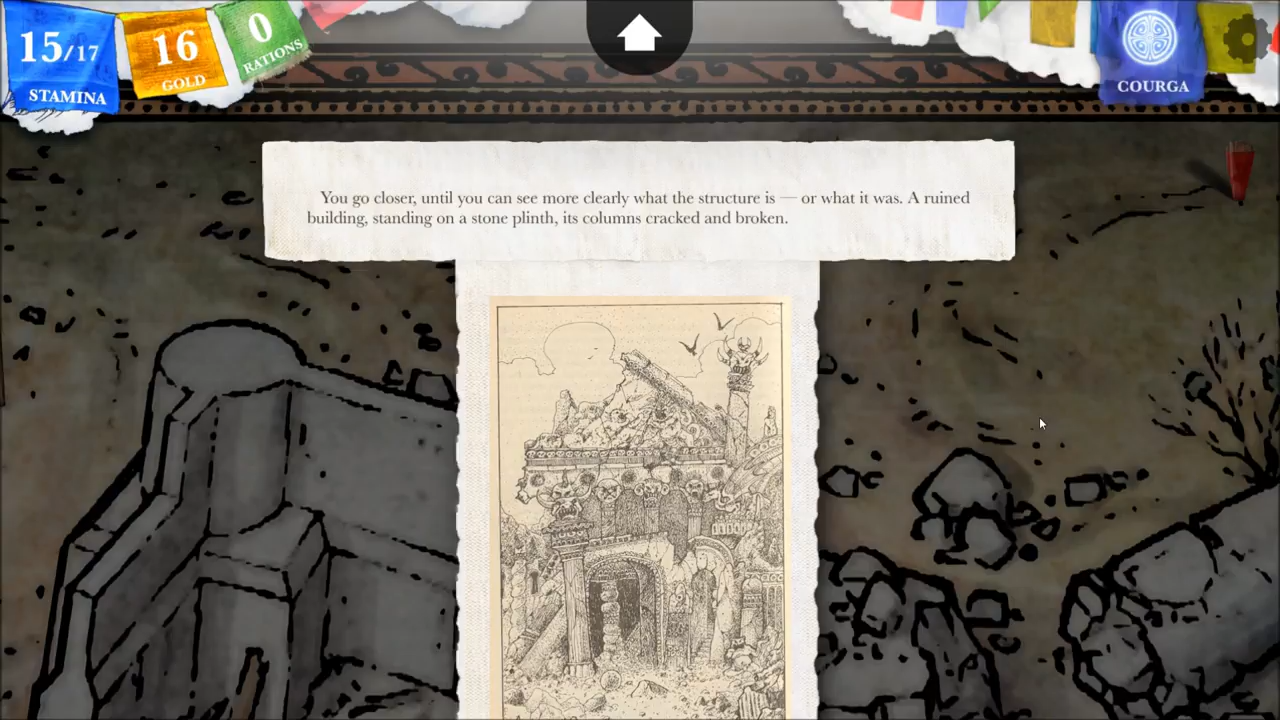 15/17
STAMINA
16
GOLD
0
RATIONS
COURGA
You go closer, until you can see more clearly what the structure is — or what it was. A ruined
building, standing on a stone plinth, its columns cracked and broken.